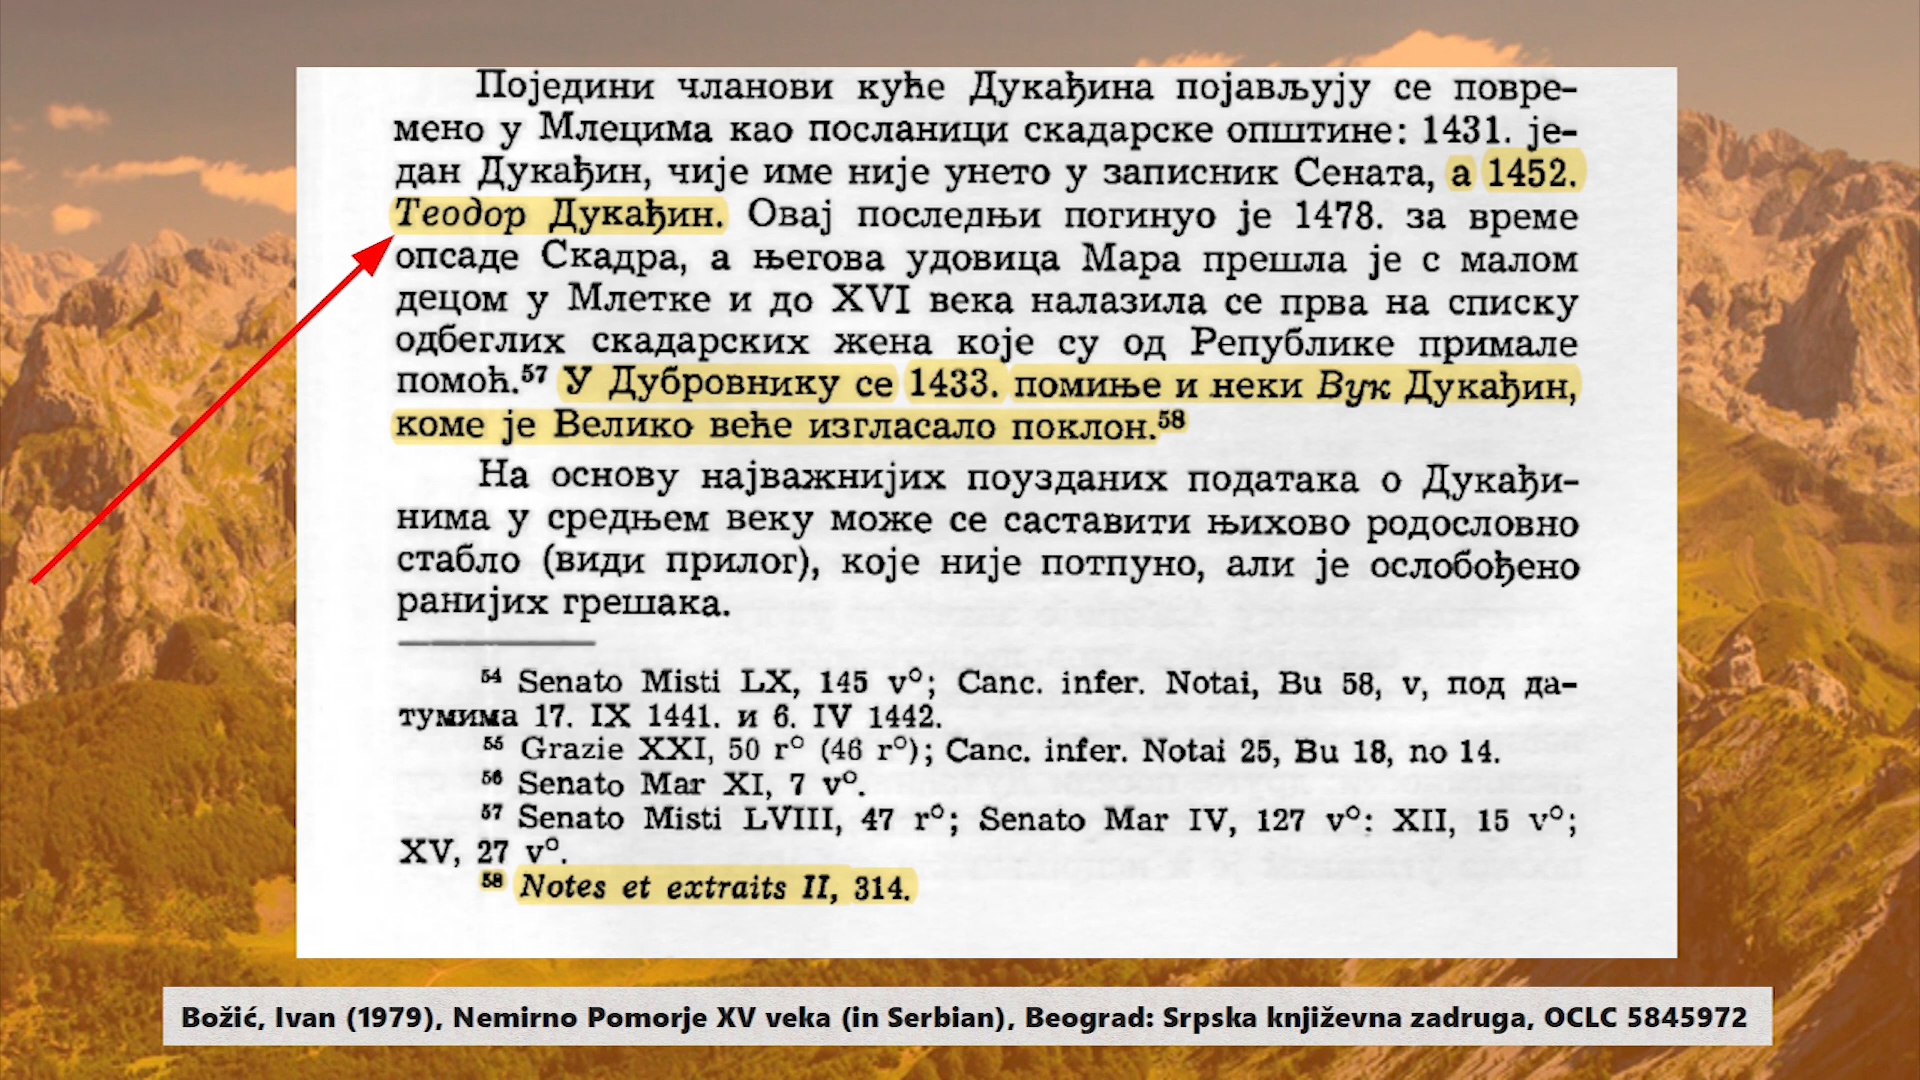 Поједини чланови куће Дукађина појављују се повре-
мено у Млецима као посланици скадарске општине: 1431. је-
дан Дукађин, чије име није унето у записник Сената, а 1452.
Теодор Дукађин. Овај последњи погинуо је 1478. за време
опсаде Скадра, а његова удовица Мара прешла је с малом
децом у Млетке и до XVI века налазила се прва на списку
одбеглих скадарских жена које су од Републике примале
помоћ.⁵⁷ У Дубровнику се 1433. помиње и неки Вук Дукађин,
коме је Велико веће изгласало поклон.⁵⁸
На основу најважнијих поузданих података о Дукађи-
нима у средњем веку може се саставити њихово родословно
стабло (види прилог), које није потпуно, али је ослобођено
ранијих грешака.
⁵⁴ Senato Misti LX, 145 v°; Canc. infer. Notai, Bu 58, v, под да-
тумима 17. IX 1441. и 6. IV 1442.
⁵⁵ Grazie XXI, 50 r° (46 r°); Canc. infer. Notai 25, Bu 18, no 14.
⁵⁶ Senato Mar XI, 7 v°.
⁵⁷ Senato Misti LVIII, 47 r°; Senato Mar IV, 127 v°: XII, 15 v°;
XV, 27 v°.
⁵⁸ Notes et extraits II, 314.
Božić, Ivan (1979), Nemirno Pomorje XV veka (in Serbian), Beograd: Srpska književna zadruga, OCLC 5845972